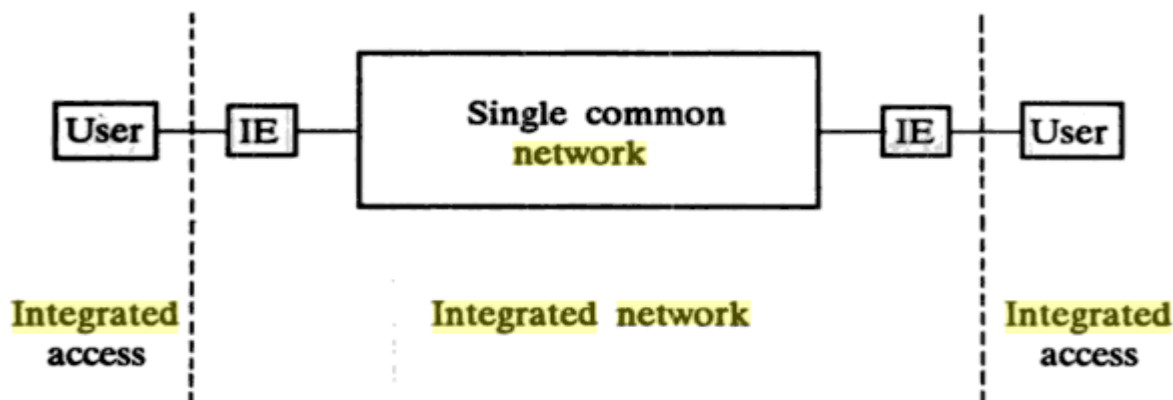 Single common
network
User
IE
IE
User
Integrated
access
Integrated network
Integrated
access